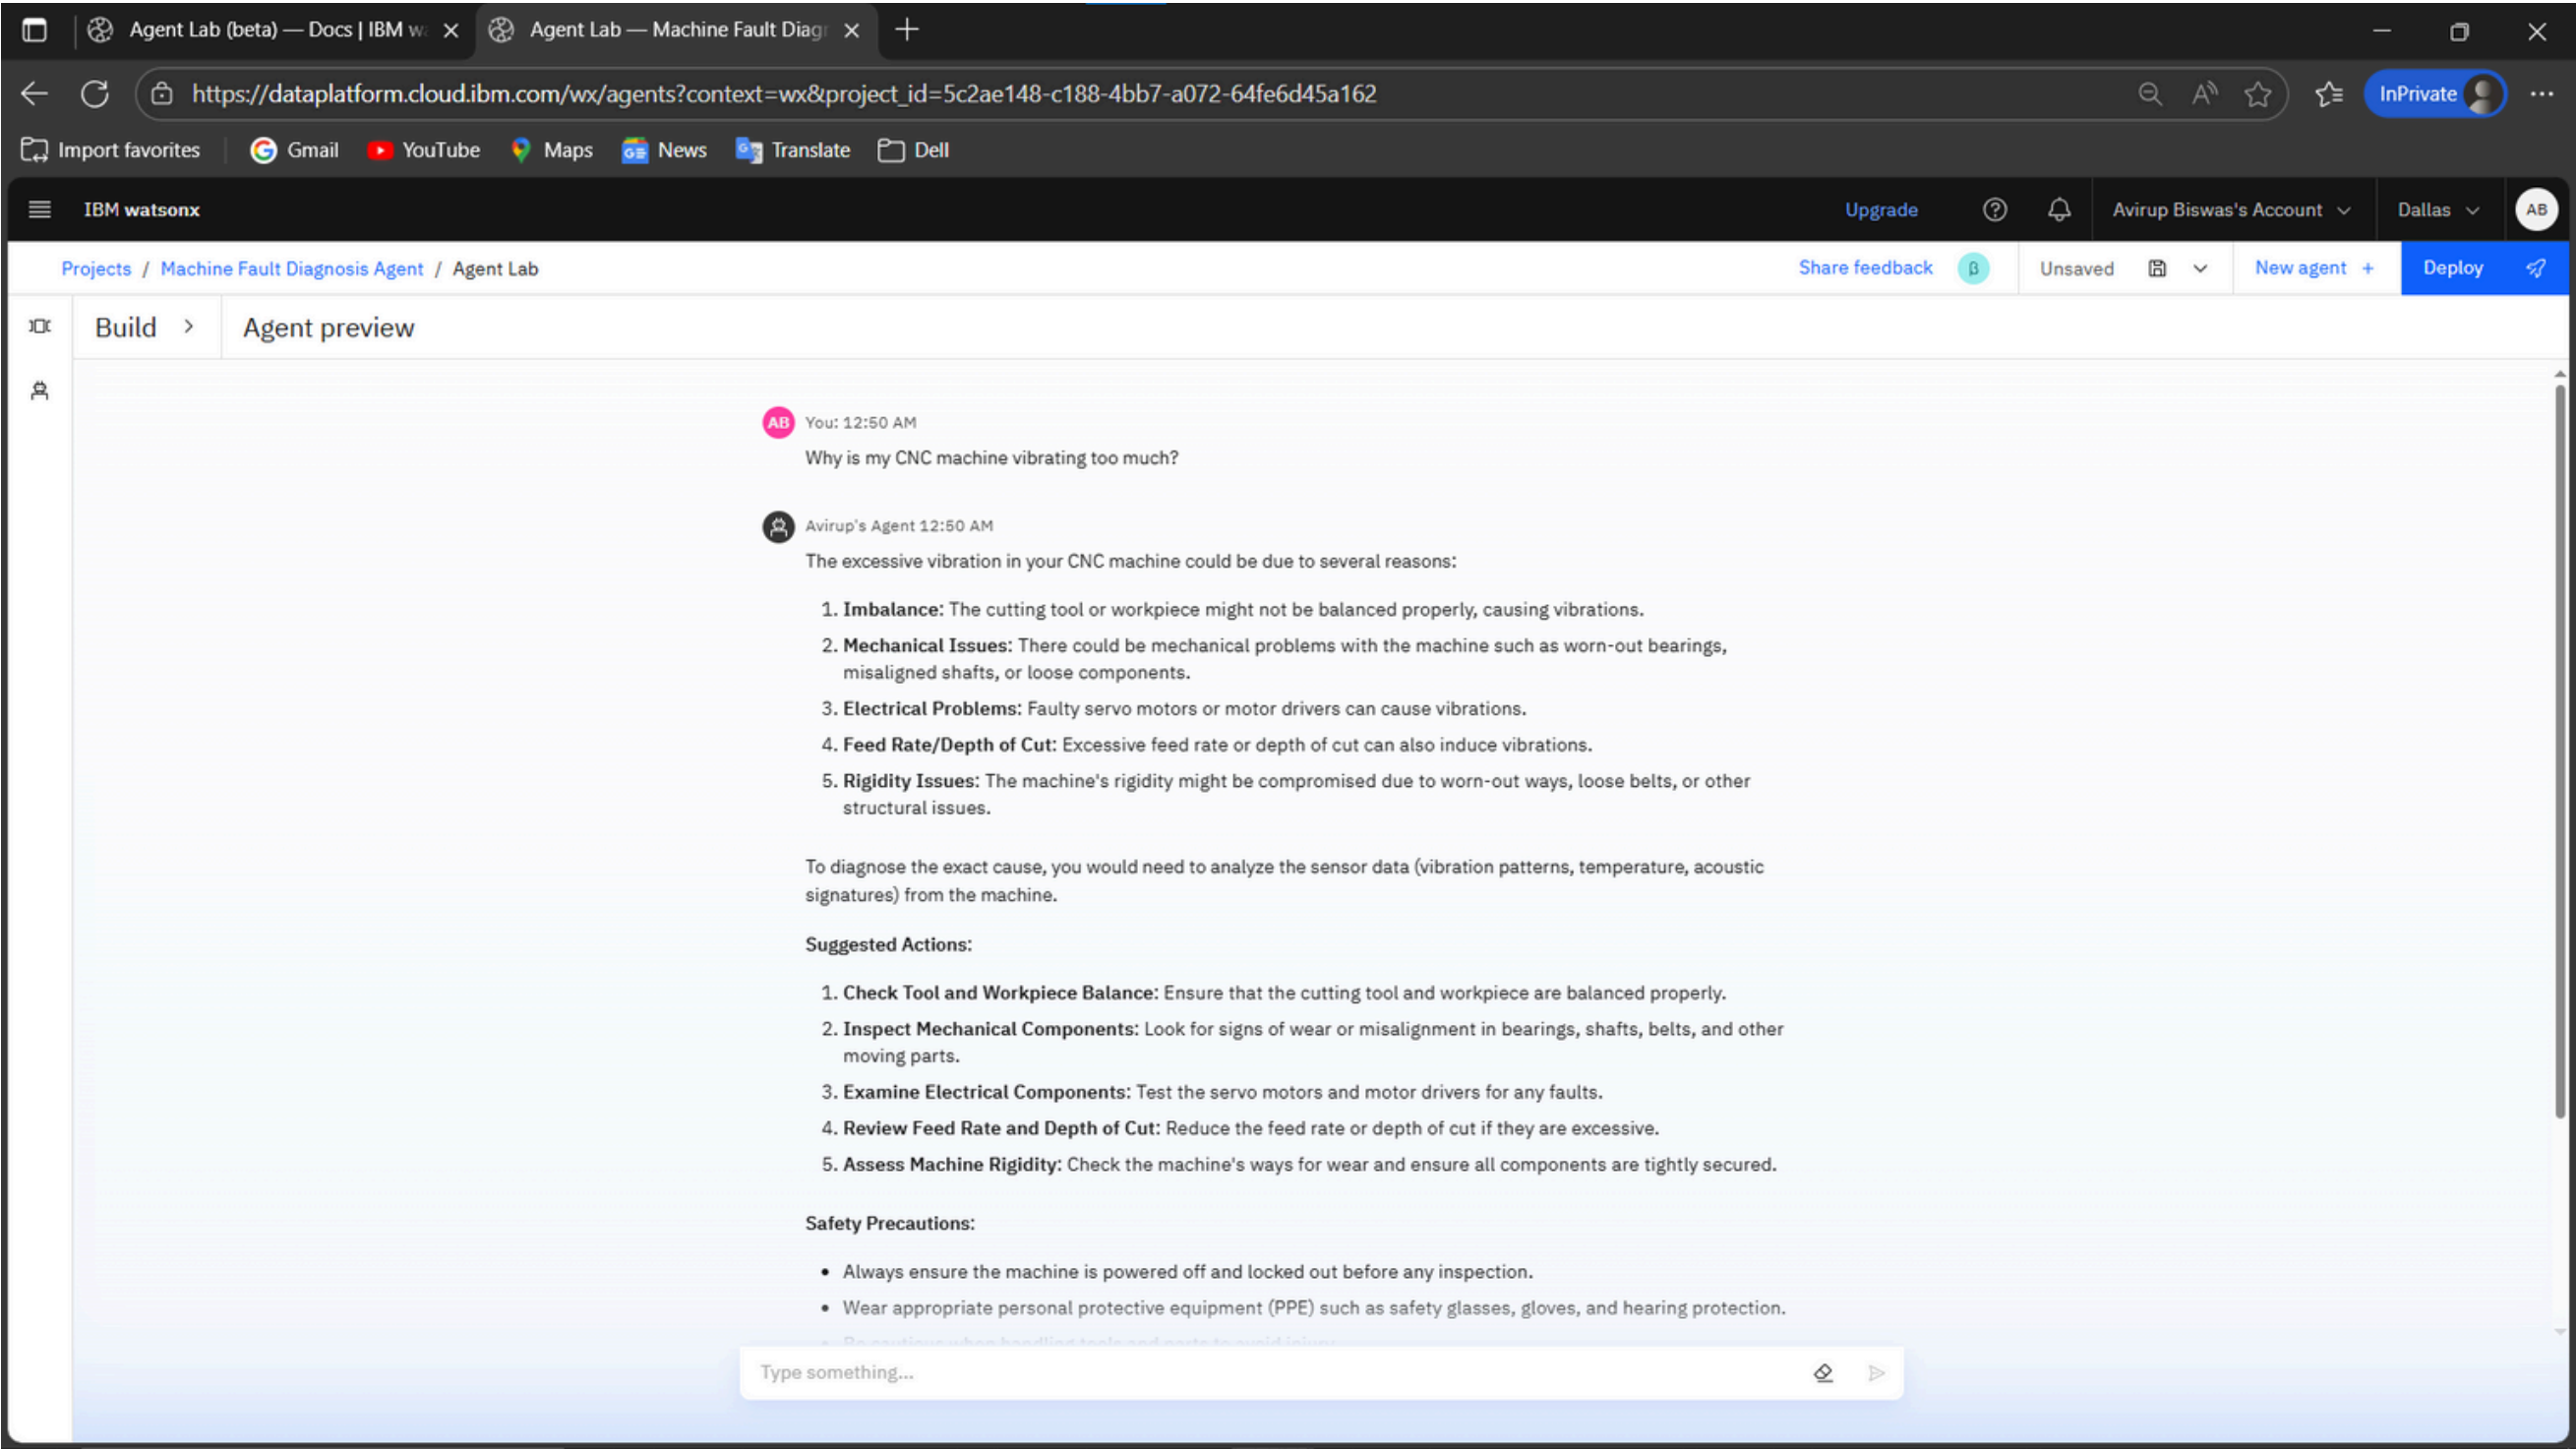 Agent Lab (beta) — Docs | IBM w
Agent Lab — Machine Fault Diag
https://dataplatform.cloud.ibm.com/wx/agents?context=wx&project_id=5c2ae148-c188-4bb7-a072-64fe6d45a162
InPrivate
Import favorites
Gmail
YouTube
Maps
News
Translate
Dell
IBM watsonx
Upgrade
Avirup Biswas's Account
Dallas
AB
Projects / Machine Fault Diagnosis Agent / Agent Lab
Share feedback
β
Unsaved
New agent +
Deploy
Build
Agent preview
AB
You: 12:50 AM
Why is my CNC machine vibrating too much?
Avirup's Agent 12:50 AM
The excessive vibration in your CNC machine could be due to several reasons:
1. Imbalance: The cutting tool or workpiece might not be balanced properly, causing vibrations.
2. Mechanical Issues: There could be mechanical problems with the machine such as worn-out bearings,
misaligned shafts, or loose components.
3. Electrical Problems: Faulty servo motors or motor drivers can cause vibrations.
4. Feed Rate/Depth of Cut: Excessive feed rate or depth of cut can also induce vibrations.
5. Rigidity Issues: The machine's rigidity might be compromised due to worn-out ways, loose belts, or other
structural issues.
To diagnose the exact cause, you would need to analyze the sensor data (vibration patterns, temperature, acoustic
signatures) from the machine.
Suggested Actions:
1. Check Tool and Workpiece Balance: Ensure that the cutting tool and workpiece are balanced properly.
2. Inspect Mechanical Components: Look for signs of wear or misalignment in bearings, shafts, belts, and other
moving parts.
3. Examine Electrical Components: Test the servo motors and motor drivers for any faults.
4. Review Feed Rate and Depth of Cut: Reduce the feed rate or depth of cut if they are excessive.
5. Assess Machine Rigidity: Check the machine's ways for wear and ensure all components are tightly secured.
Safety Precautions:
• Always ensure the machine is powered off and locked out before any inspection.
• Wear appropriate personal protective equipment (PPE) such as safety glasses, gloves, and hearing protection.
• Be cautious when handling tools and parts to avoid injury.
Type something...